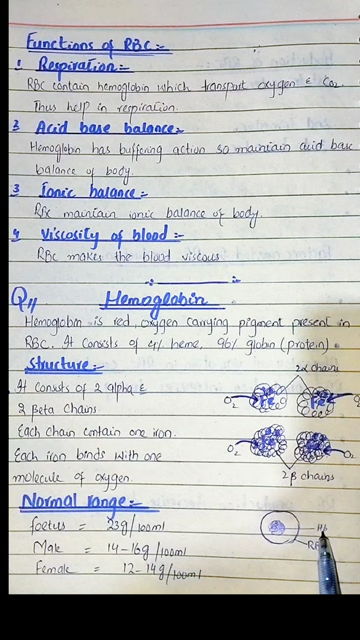 Functions of RBC:-
1 Respiration:-
RBC contain hemoglobin which transport oxygen & CO2.
Thus help in respiration.
2 Acid base balance:-
Hemoglobin has buffering action so maintain acid base
balance of body.
3 Ionic balance:-
RBC maintain ionic balance of body.
4 Viscosity of blood:-
RBC makes the blood viscous.
Q11 Hemoglobin
Hemoglobin is red, oxygen carrying pigment present in
RBC. It consists of 4% heme, 96% globin (protein).
Structure:-
2α chains
It consists of 2 alpha &
2 Beta chains.
Fe Fe
O2 O2
Each chain contain one iron.
Each iron binds with one
O2 O2
molecule of oxygen.
2β chains
Normal range:-
foetus = 23g/100ml
Male = 14-16g/100ml
Female = 12-14g/100ml